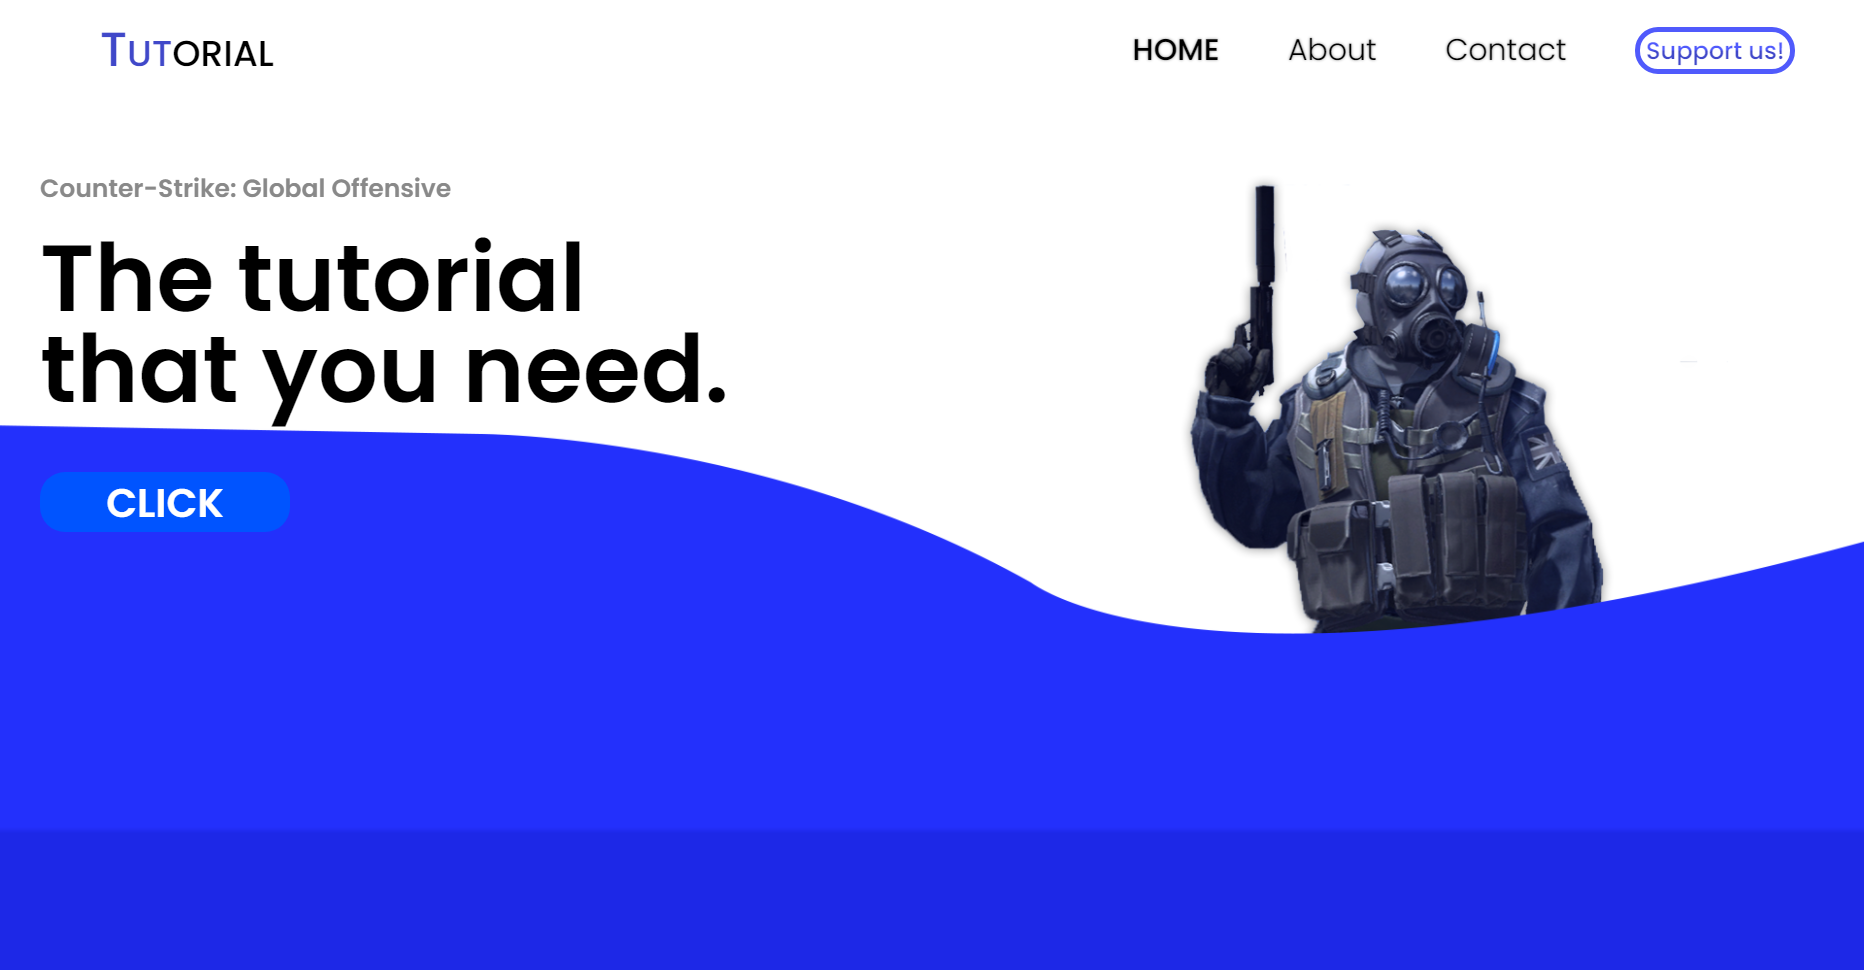 TUTORIAL
HOME
About
Contact
Support us!
Counter-Strike: Global Offensive
The tutorial
that you need.
CLICK